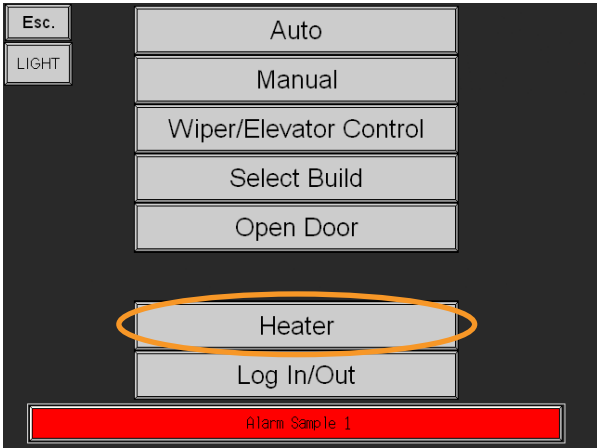 Esc.
LIGHT
Auto
Manual
Wiper/Elevator Control
Select Build
Open Door
Heater
Log In/Out
Alarm Sample 1